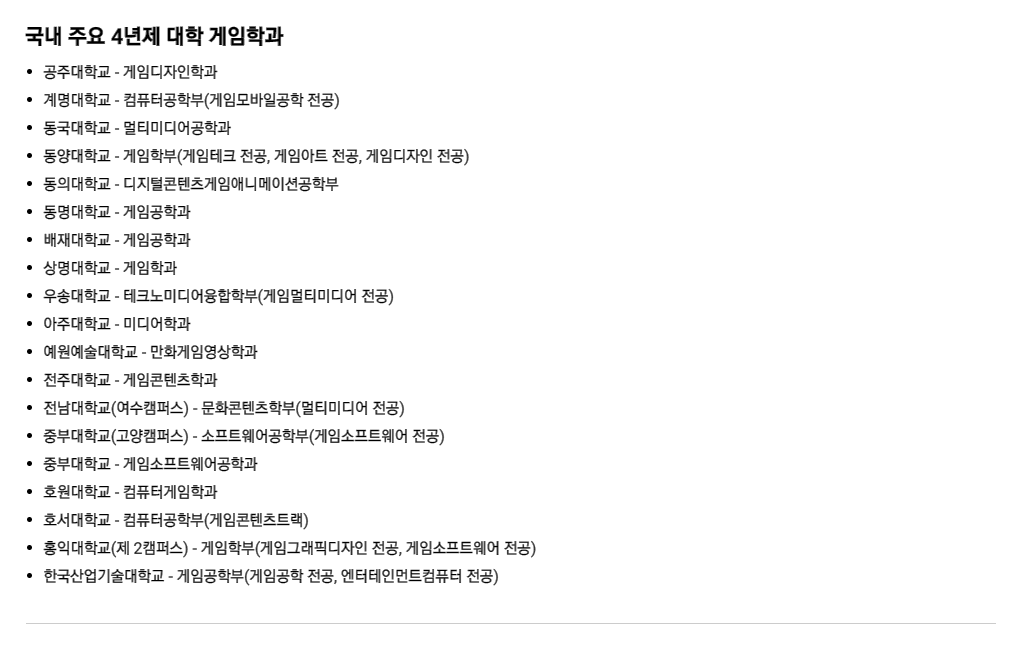 국내 주요 4년제 대학 게임학과
• 공주대학교 - 게임디자인학과
• 계명대학교 - 컴퓨터공학부(게임모바일공학 전공)
• 동국대학교 - 멀티미디어공학과
• 동양대학교 - 게임학부(게임테크 전공, 게임아트 전공, 게임디자인 전공)
• 동의대학교 - 디지털콘텐츠게임애니메이션공학부
• 동명대학교 - 게임공학과
• 배재대학교 - 게임공학과
• 상명대학교 - 게임학과
• 우송대학교 - 테크노미디어융합학부(게임멀티미디어 전공)
• 아주대학교 - 미디어학과
• 예원예술대학교 - 만화게임영상학과
• 전주대학교 - 게임콘텐츠학과
• 전남대학교(여수캠퍼스) - 문화콘텐츠학부(멀티미디어 전공)
• 중부대학교(고양캠퍼스) - 소프트웨어공학부(게임소프트웨어 전공)
• 중부대학교 - 게임소프트웨어공학과
• 호원대학교 - 컴퓨터게임학과
• 호서대학교 - 컴퓨터공학부(게임콘텐츠트랙)
• 홍익대학교(제 2캠퍼스) - 게임학부(게임그래픽디자인 전공, 게임소프트웨어 전공)
• 한국산업기술대학교 - 게임공학부(게임공학 전공, 엔터테인먼트컴퓨터 전공)